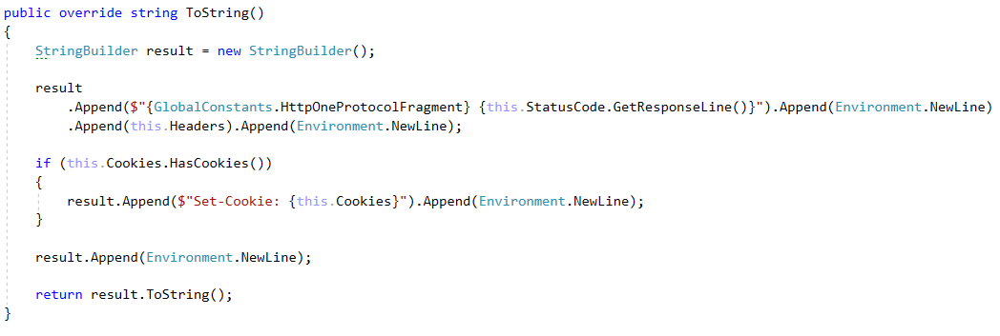 public override string ToString()
{
    StringBuilder result = new StringBuilder();
    result
        .Append($"{GlobalConstants.HttpOneProtocolFragment} {this.StatusCode.GetResponseLine()}").Append(Environment.NewLine)
        .Append(this.Headers).Append(Environment.NewLine);
    if (this.Cookies.HasCookies())
    {
        result.Append($"Set-Cookie: {this.Cookies}").Append(Environment.NewLine);
    }
    result.Append(Environment.NewLine);
    return result.ToString();
}